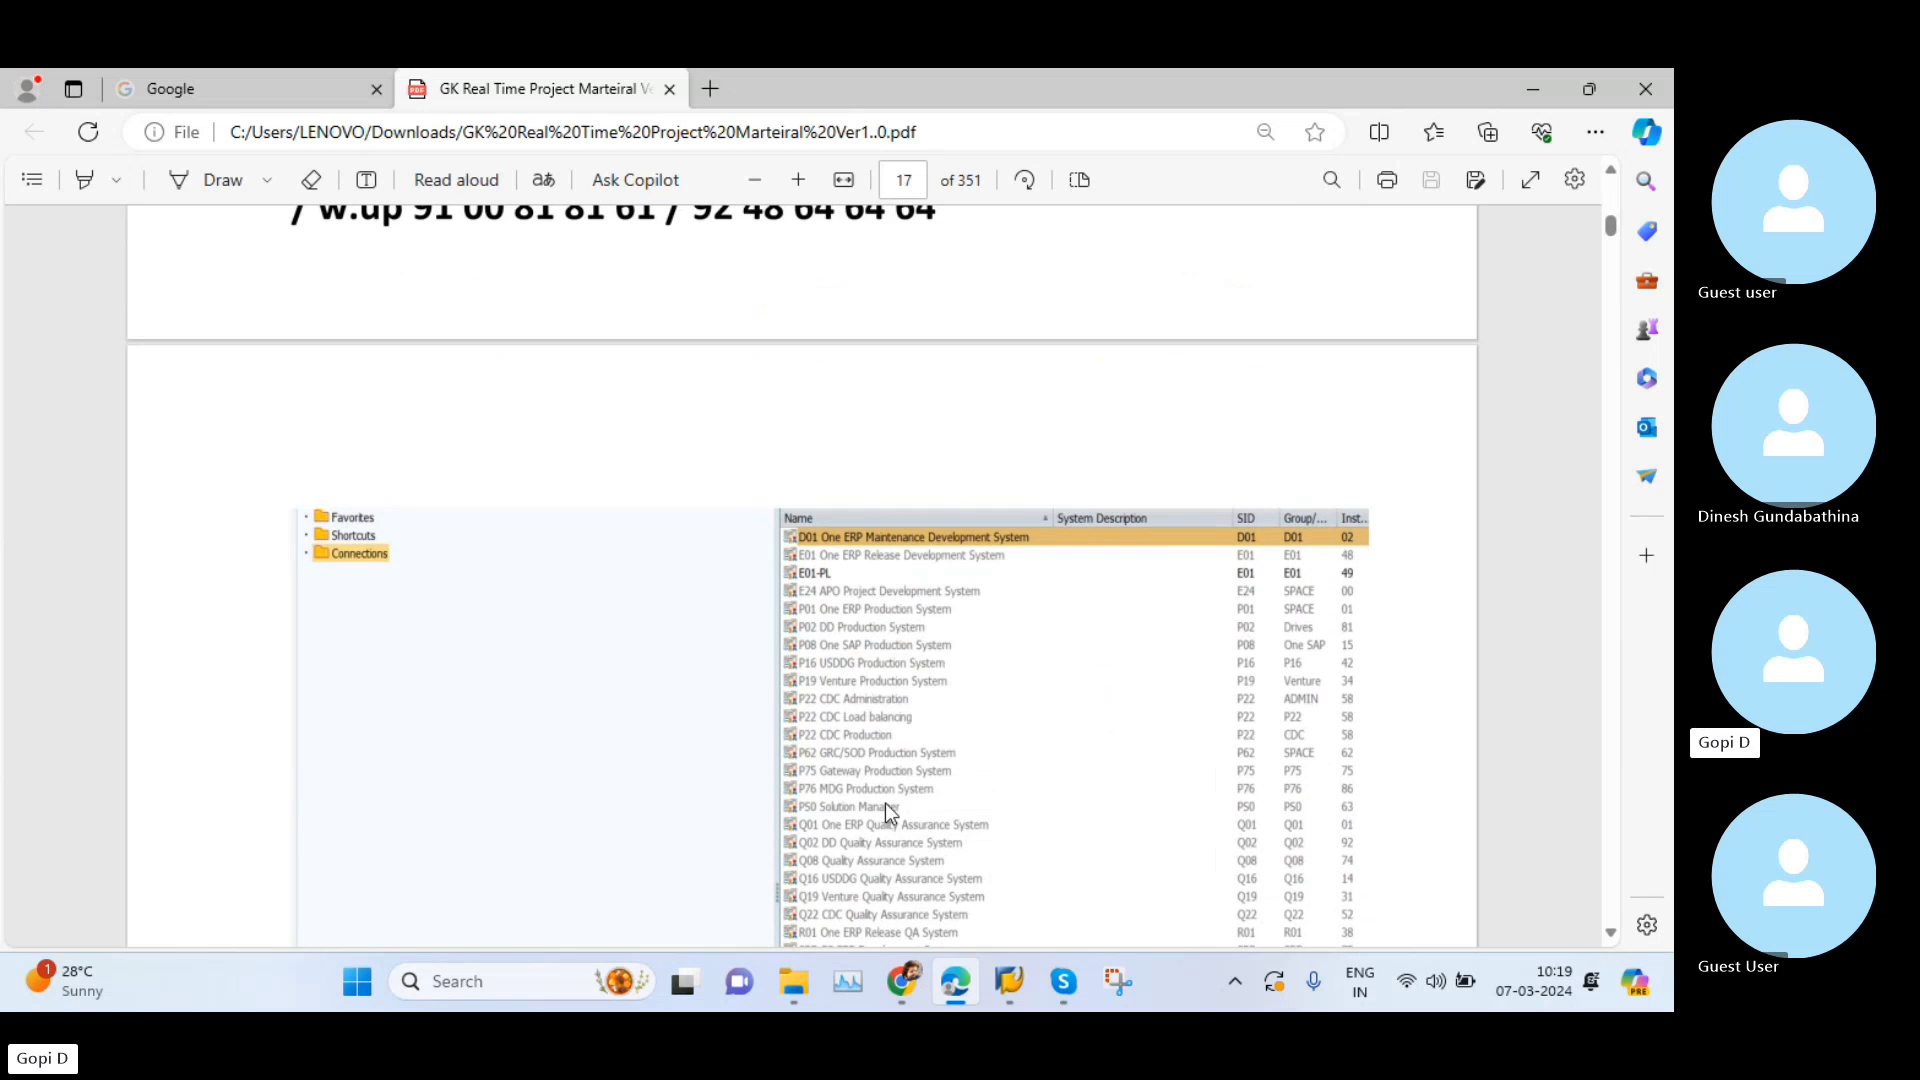 Google
GK Real Time Project Marteiral Ve
File
C:/Users/LENOVO/Downloads/GK%20Real%20Time%20Project%20Marteiral%20Ver1..0.pdf
Draw
Read aloud
aあ
Ask Copilot
17
of 351
/ w.up 91 00 81 81 61 / 92 48 64 64 64
Favorites
Shortcuts
Connections
Name System Description SID Group/... Inst..
D01 One ERP Maintenance Development System D01 D01 02
E01 One ERP Release Development System E01 E01 48
E01-PL E01 E01 49
E24 APO Project Development System E24 SPACE 00
P01 One ERP Production System P01 SPACE 01
P02 DD Production System P02 Drives 81
P08 One SAP Production System P08 One SAP 15
P16 USDDG Production System P16 P16 42
P19 Venture Production System P19 Venture 34
P22 CDC Administration P22 ADMIN 58
P22 CDC Load balancing P22 P22 58
P22 CDC Production P22 CDC 58
P62 GRC/SOD Production System P62 SPACE 62
P75 Gateway Production System P75 P75 75
P76 MDG Production System P76 P76 86
PS0 Solution Manager PS0 PS0 63
Q01 One ERP Quality Assurance System Q01 Q01 01
Q02 DD Quality Assurance System Q02 Q02 92
Q08 Quality Assurance System Q08 Q08 74
Q16 USDDG Quality Assurance System Q16 Q16 14
Q19 Venture Quality Assurance System Q19 Q19 31
Q22 CDC Quality Assurance System Q22 Q22 52
R01 One ERP Release QA System R01 R01 38
1
28°C
Sunny
Search
ENG
IN
10:19
07-03-2024
PRE
Guest user
Dinesh Gundabathina
Gopi D
Guest User
Gopi D